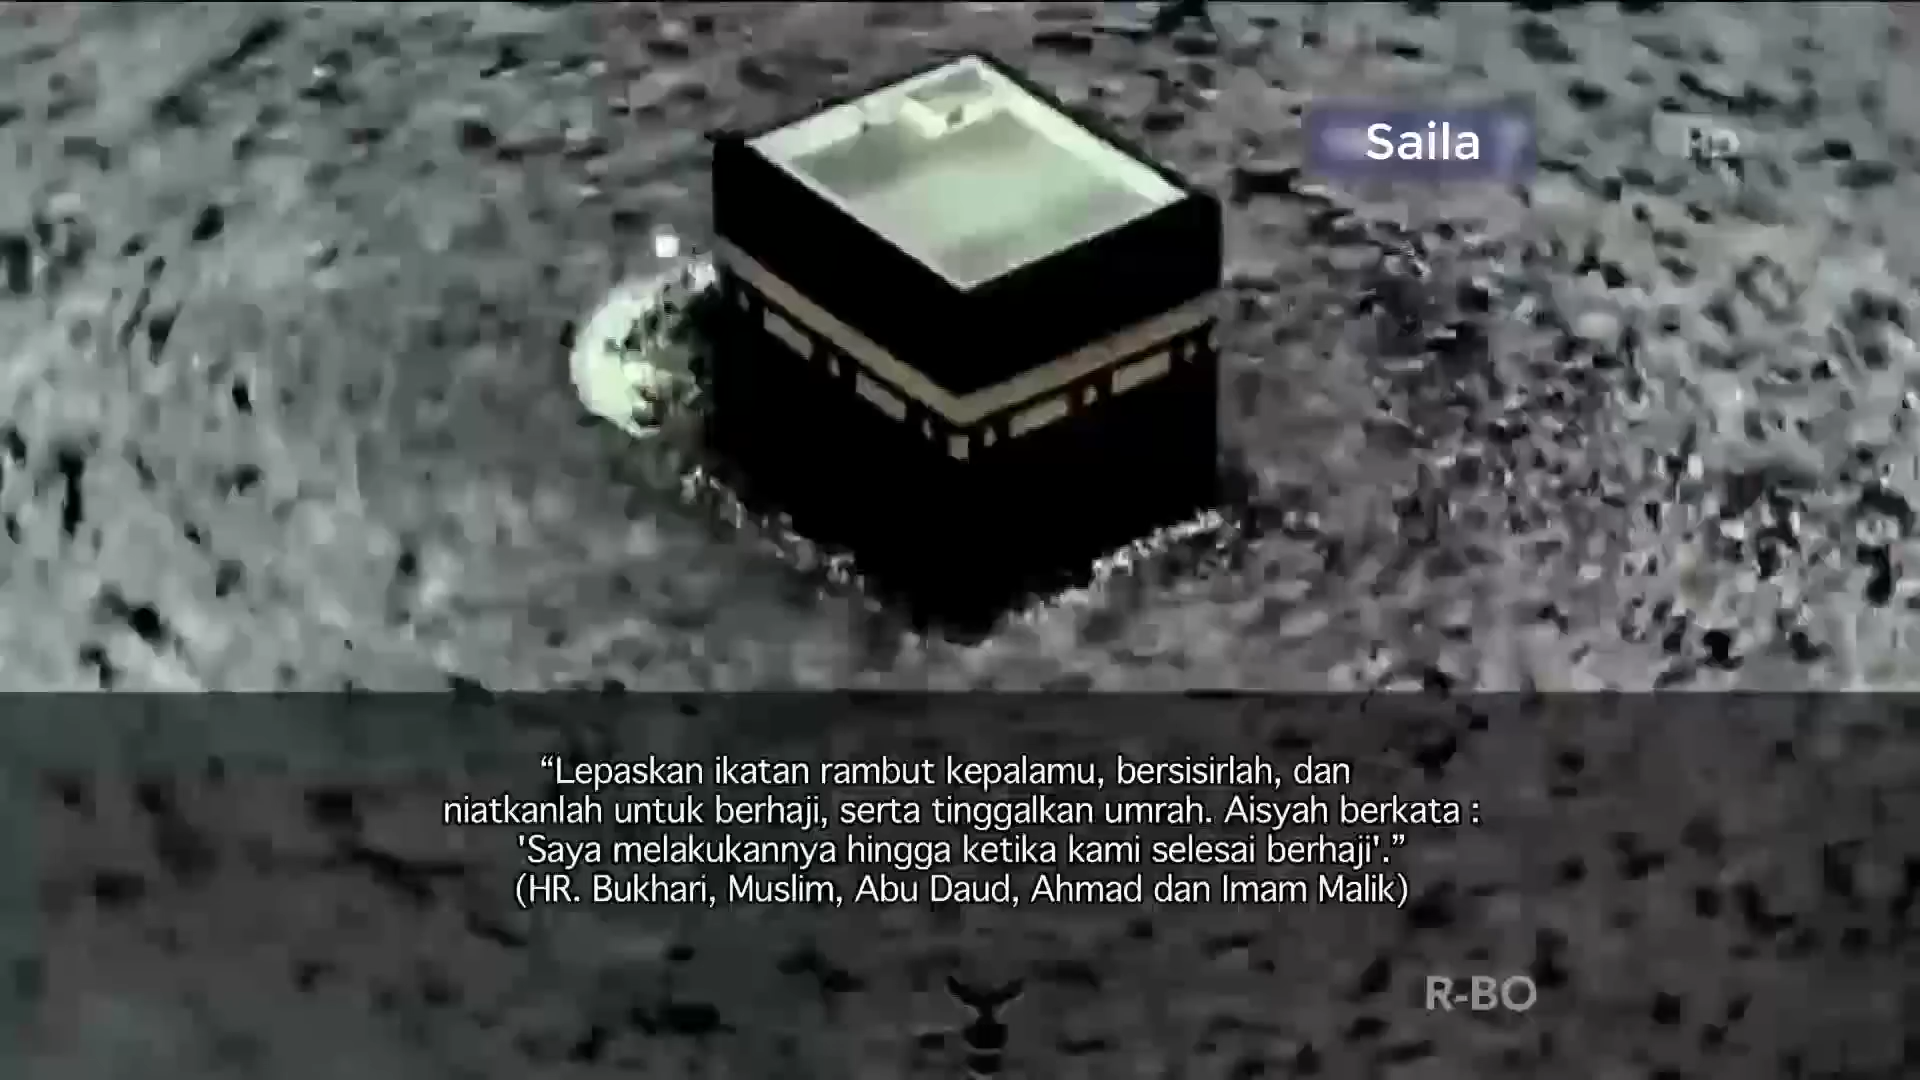 Saila
“Lepaskan ikatan rambut kepalamu, bersisirlah, dan
niatkanlah untuk berhaji, serta tinggalkan umrah. Aisyah berkata :
'Saya melakukannya hingga ketika kami selesai berhaji'.”
(HR. Bukhari, Muslim, Abu Daud, Ahmad dan Imam Malik)
R-BO